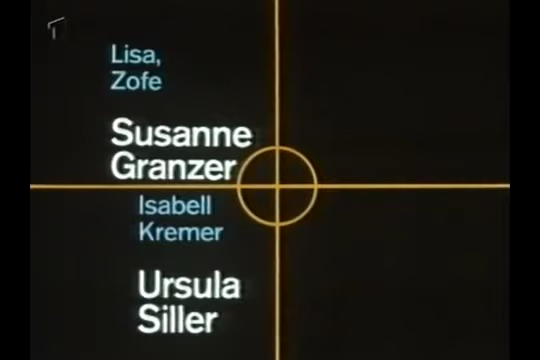 Lisa,
Zofe
Susanne
Granzer
Isabell
Kremer
Ursula
Siller